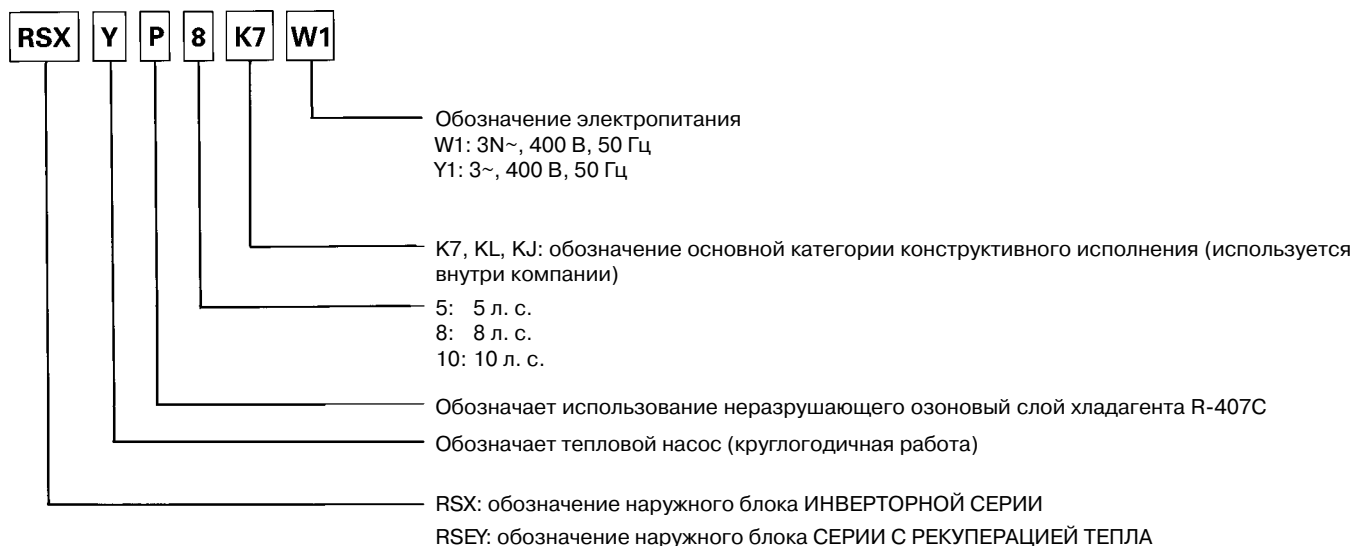 RSX Y P 8 K7 W1
Обозначение электропитания
W1: 3N~, 400 В, 50 Гц
Y1: 3~, 400 В, 50 Гц
K7, KL, KJ: обозначение основной категории конструктивного исполнения (используется
внутри компании)
5: 5 л. с.
8: 8 л. с.
10: 10 л. с.
Обозначает использование неразрушающего озоновый слой хладагента R-407C
Обозначает тепловой насос (круглогодичная работа)
RSX: обозначение наружного блока ИНВЕРТОРНОЙ СЕРИИ
RSEY: обозначение наружного блока СЕРИИ С РЕКУПЕРАЦИЕЙ ТЕПЛА